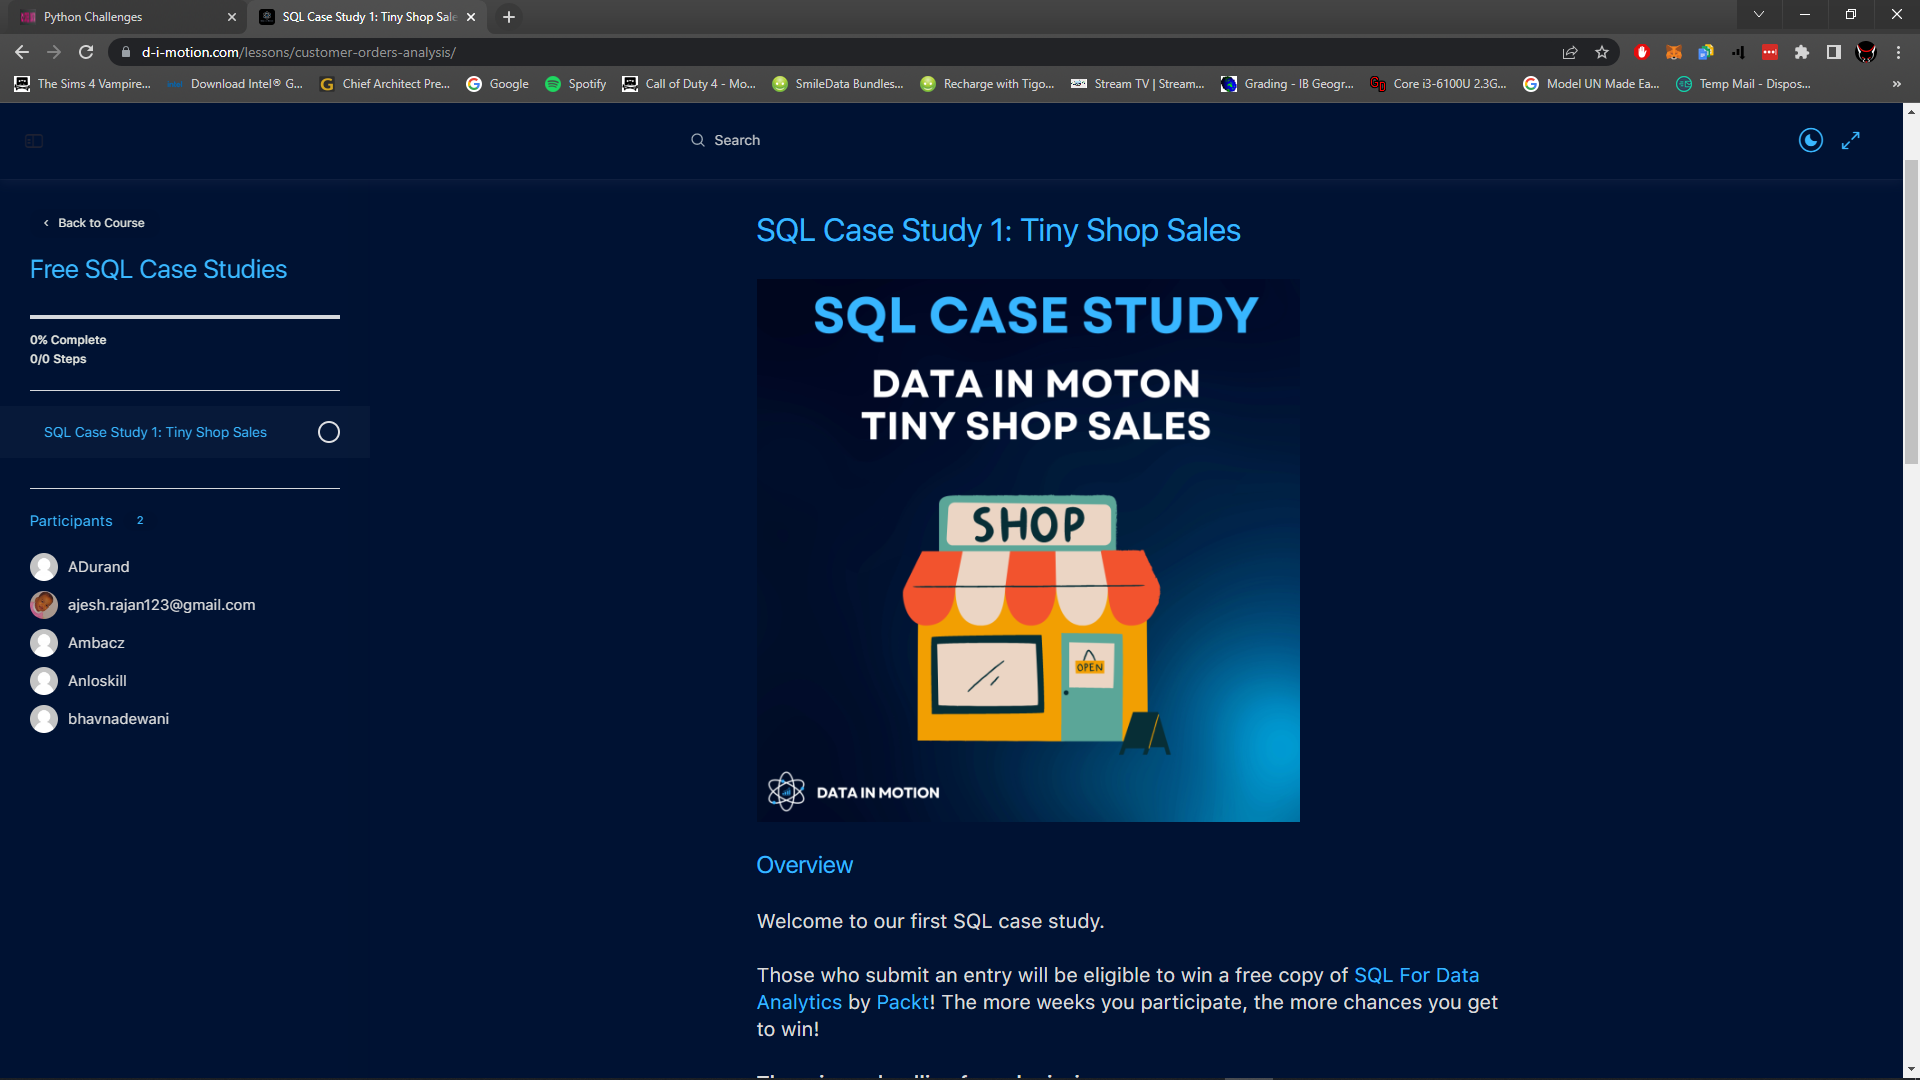 Python Challenges
SQL Case Study 1: Tiny Shop Sale
d-i-motion.com/lessons/customer-orders-analysis/
The Sims 4 Vampire...
Download Intel® G...
Chief Architect Pre...
Google
Spotify
Call of Duty 4 - Mo...
SmileData Bundles...
Recharge with Tigo...
Stream TV | Stream...
Grading - IB Geogr...
Core i3-6100U 2.3G...
Model UN Made Ea...
Temp Mail - Dispos...
»
Search
Back to Course
Free SQL Case Studies
0% Complete
0/0 Steps
SQL Case Study 1: Tiny Shop Sales
Participants 2
ADurand
ajesh.rajan123@gmail.com
Ambacz
Anloskill
bhavnadewani
SQL Case Study 1: Tiny Shop Sales
SQL CASE STUDY
DATA IN MOTON
TINY SHOP SALES
SHOP
OPEN
DATA IN MOTION
Overview
Welcome to our first SQL case study.
Those who submit an entry will be eligible to win a free copy of SQL For Data
Analytics by Packt! The more weeks you participate, the more chances you get
to win!